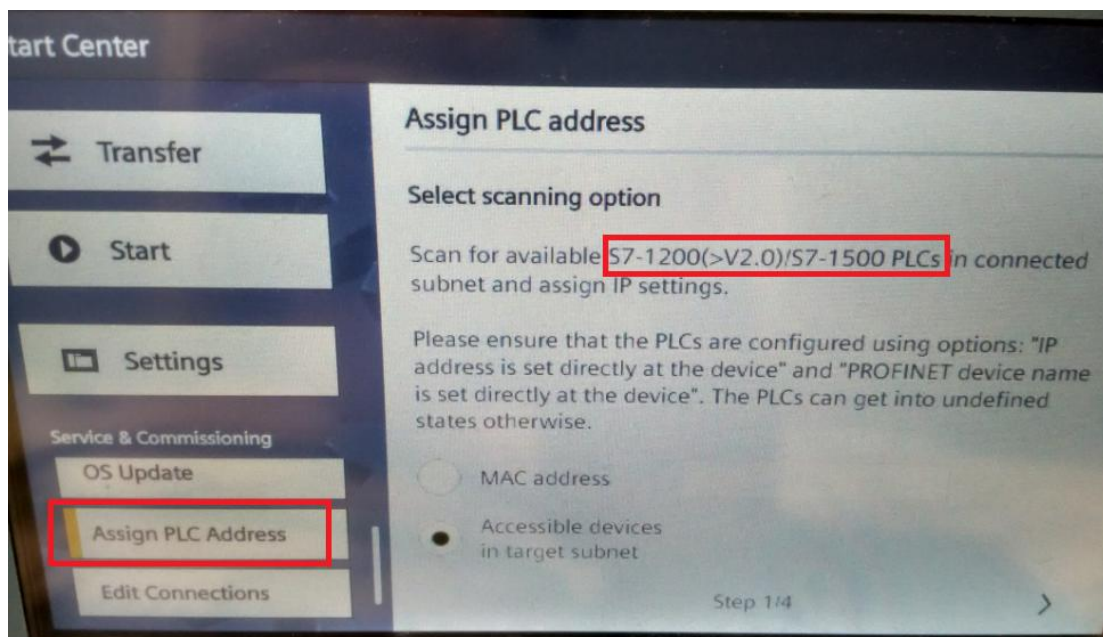 tart Center
Transfer
Start
Settings
Service & Commissioning
OS Update
Assign PLC Address
Edit Connections
Assign PLC address
Select scanning option
Scan for available S7-1200(>V2.0)/S7-1500 PLCs in connected
subnet and assign IP settings.
Please ensure that the PLCs are configured using options: "IP
address is set directly at the device" and "PROFINET device name
is set directly at the device". The PLCs can get into undefined
states otherwise.
MAC address
Accessible devices
in target subnet
Step 1/4